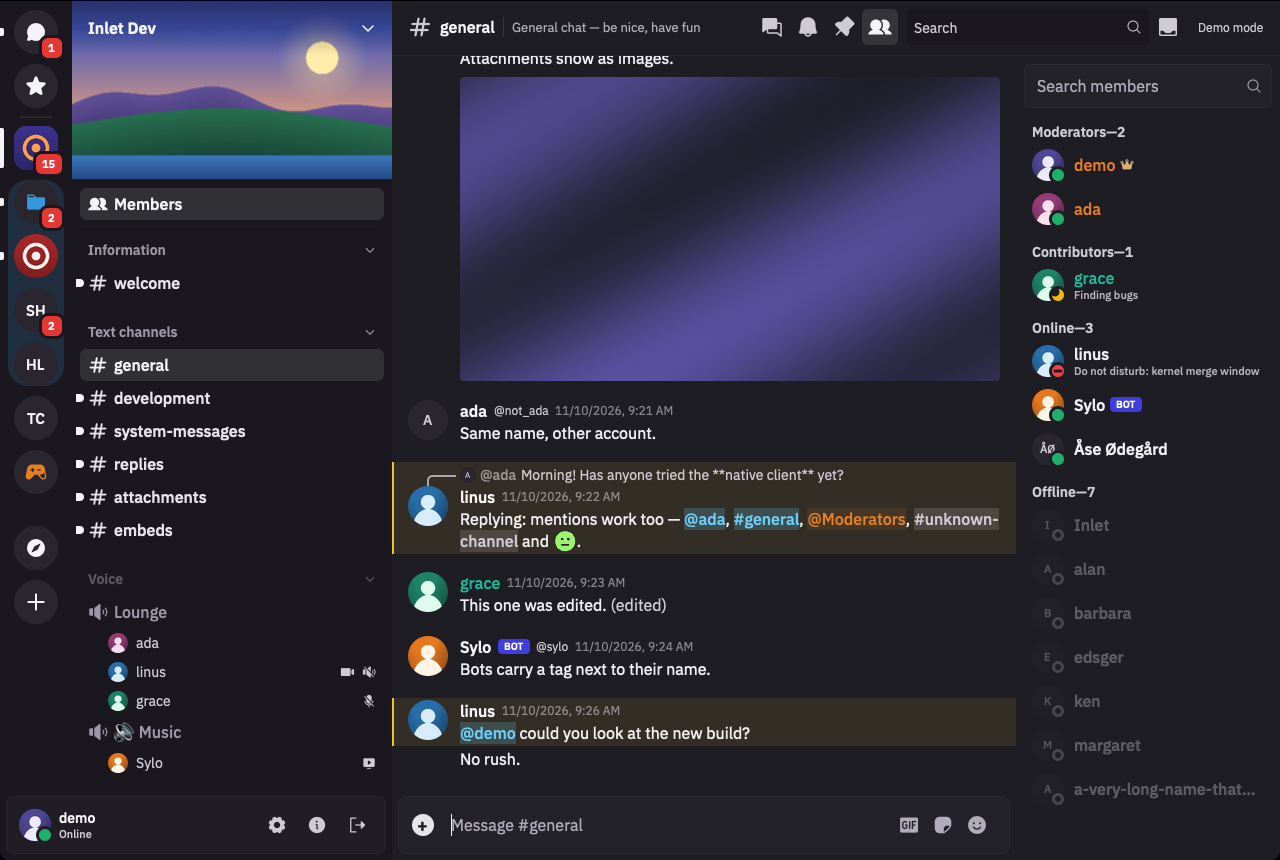 1
15
2
SH
2
HL
TC
Inlet Dev
Members
Information
# welcome
Text channels
# general
# development
# system-messages
# replies
# attachments
# embeds
Voice
Lounge
ada
linus
grace
Music
Sylo
demo
Online
# general
General chat — be nice, have fun
Search
Demo mode
Attachments show as images.
A
ada @not_ada 11/10/2026, 9:21 AM
Same name, other account.
A @ada Morning! Has anyone tried the **native client** yet?
linus 11/10/2026, 9:22 AM
Replying: mentions work too — @ada, #general, @Moderators, #unknown-
channel and .
grace 11/10/2026, 9:23 AM
This one was edited. (edited)
Sylo BOT @sylo 11/10/2026, 9:24 AM
Bots carry a tag next to their name.
linus 11/10/2026, 9:26 AM
@demo could you look at the new build?
No rush.
Message #general
GIF
Search members
Moderators—2
demo
ada
Contributors—1
grace
Finding bugs
Online—3
linus
Do not disturb: kernel merge window
Sylo BOT
ÅØ Åse Ødegård
Offline—7
I Inlet
A alan
B barbara
E edsger
K ken
M margaret
A a-very-long-name-that...